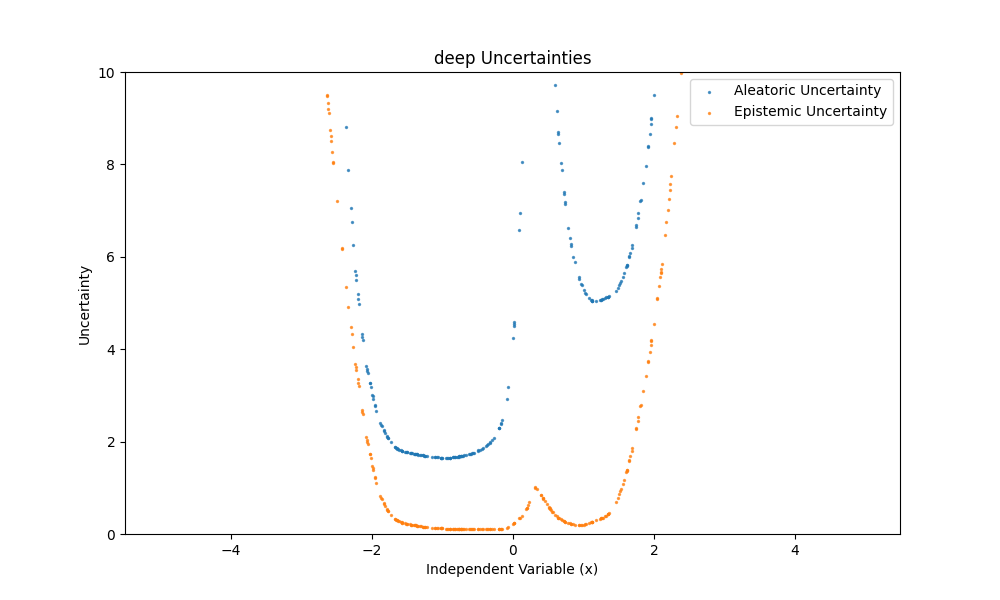 deep Uncertainties
Aleatoric Uncertainty
Epistemic Uncertainty
Uncertainty
10
8
6
4
2
0
−4
−2
0
2
4
Independent Variable (x)